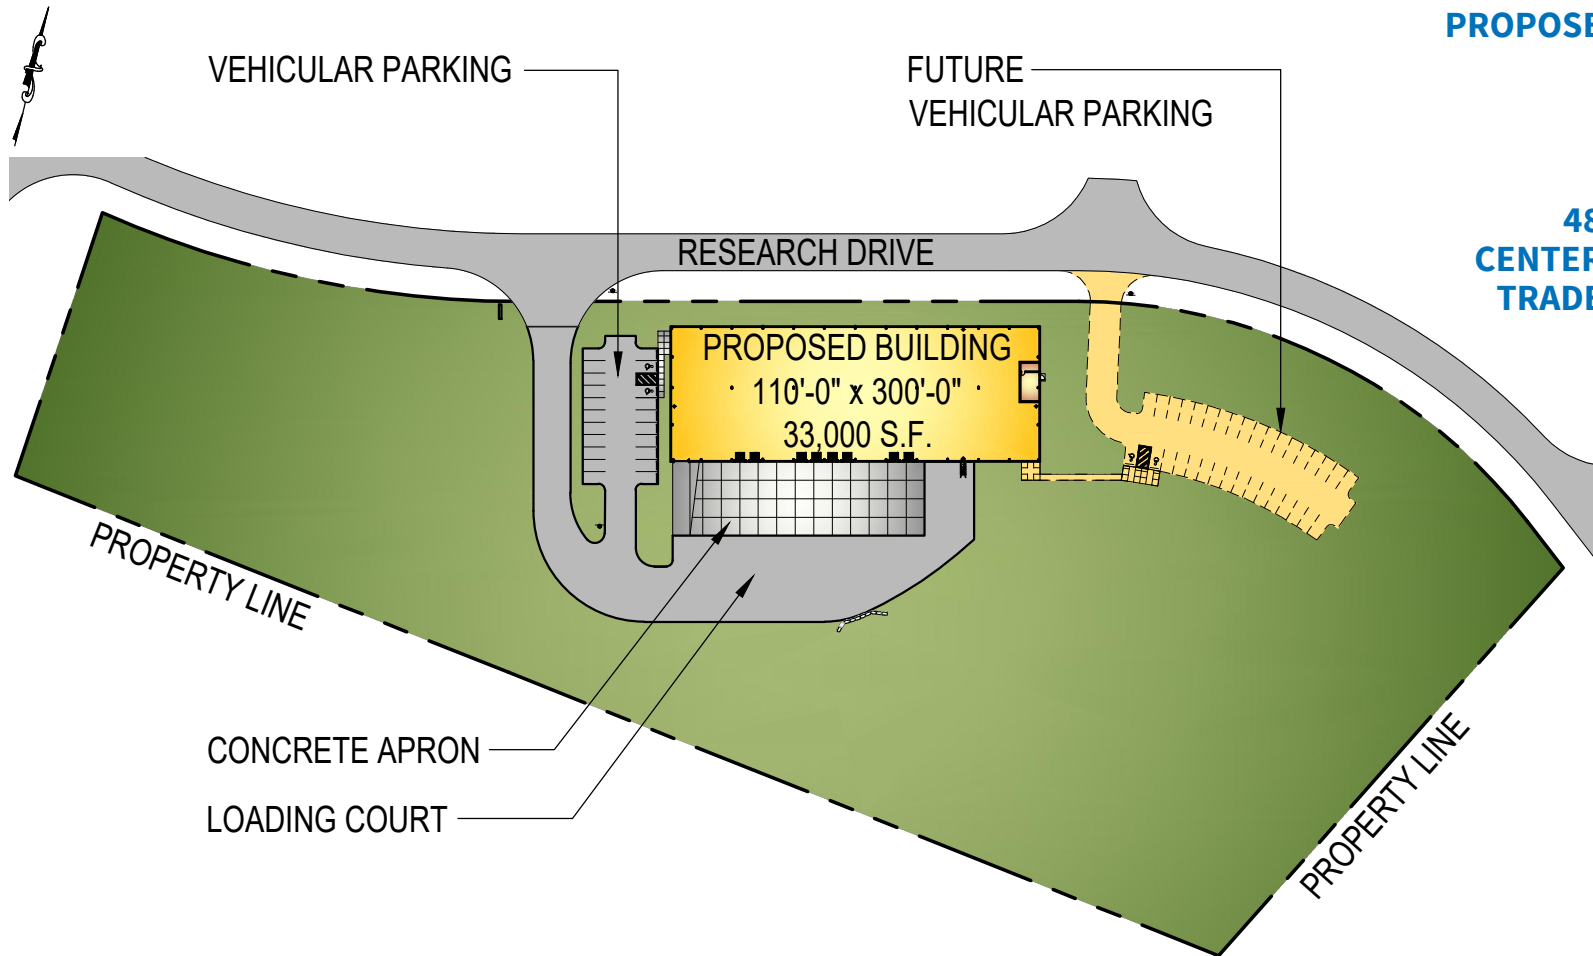 PROPOSE
VEHICULAR PARKING
FUTURE
VEHICULAR PARKING
48
CENTER
TRADE
RESEARCH DRIVE
PROPOSED BUILDING
110'-0" x 300'-0"
33,000 S.F.
PROPERTY LINE
CONCRETE APRON
LOADING COURT
PROPERTY LINE